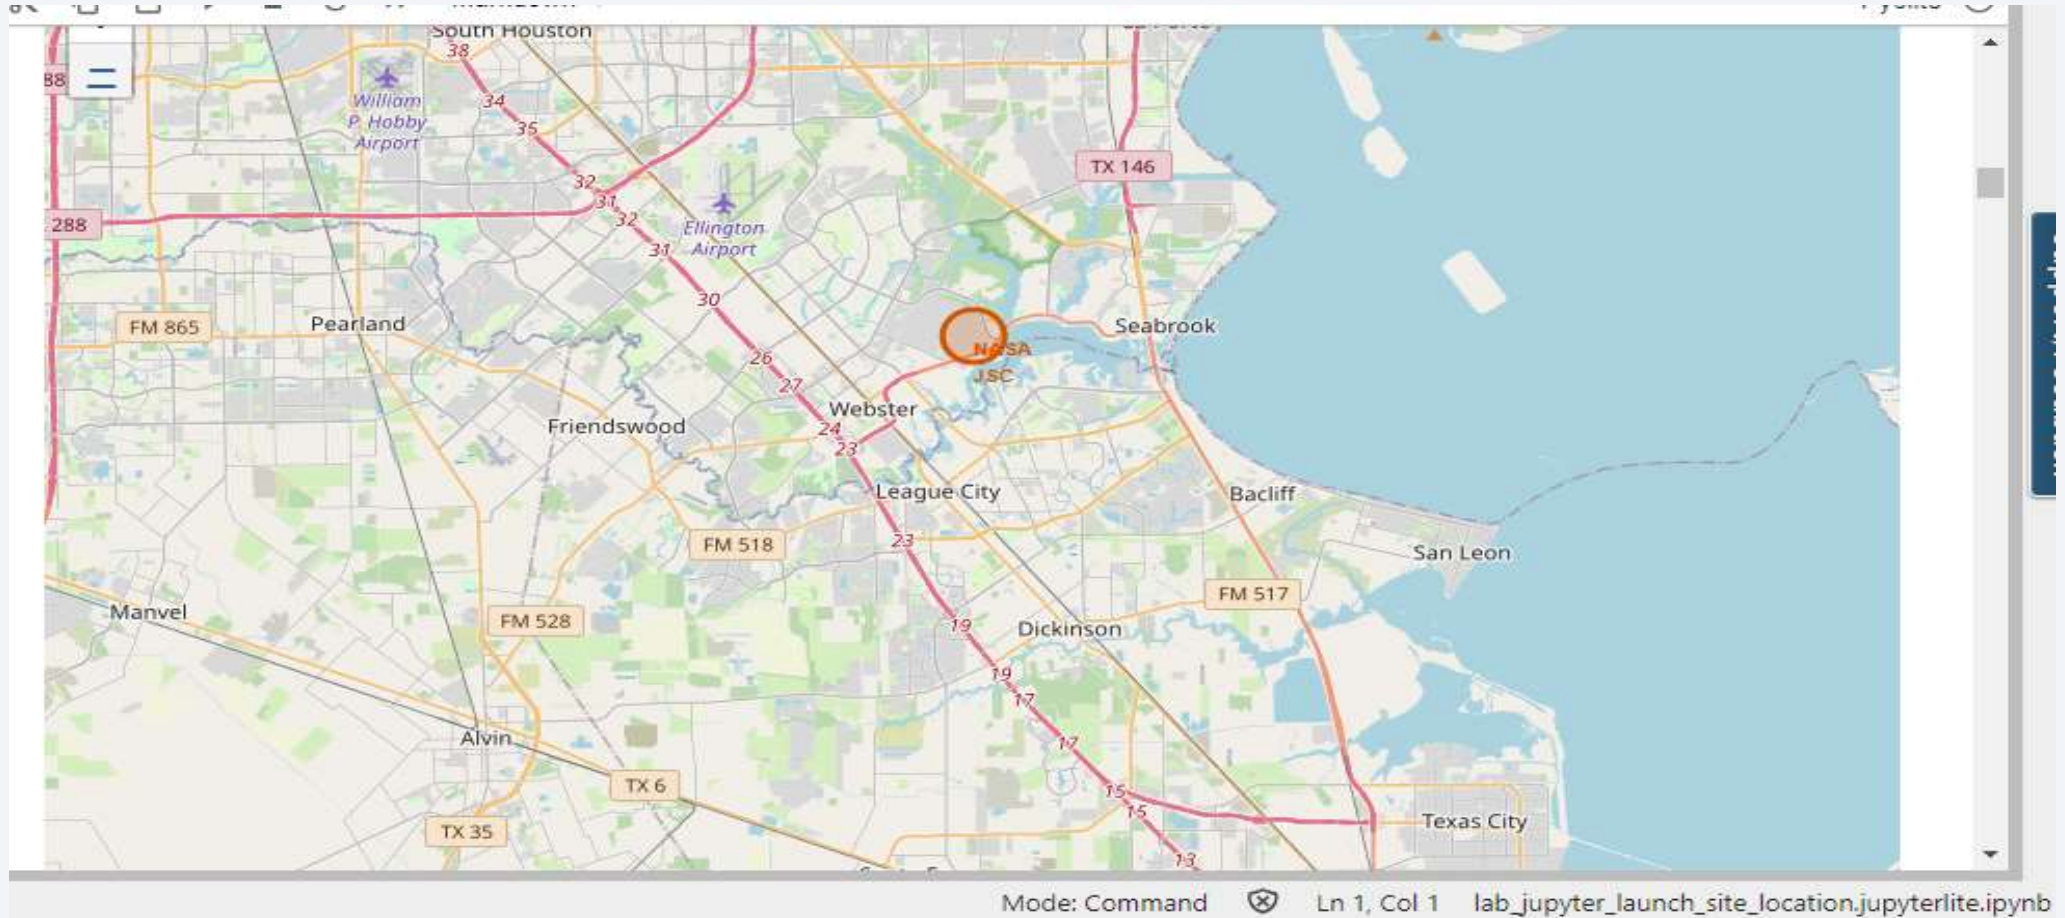 South Houston
38
88
William
P Hobby
Airport
34
35
TX 146
32
31
32
288
Ellington
Airport
31
30
FM 865
Pearland
Seabrook
NASA
JSC
26
27
Webster
24
Friendswood
23
League City
Bacliff
23
FM 518
San Leon
FM 517
Manvel
FM 528
19
Dickinson
19
17
Alvin
17
TX 6
15
15
TX 35
Texas City
13
Mode: Command
Ln 1, Col 1
lab_jupyter_launch_site_location.jupyterlite.ipynb